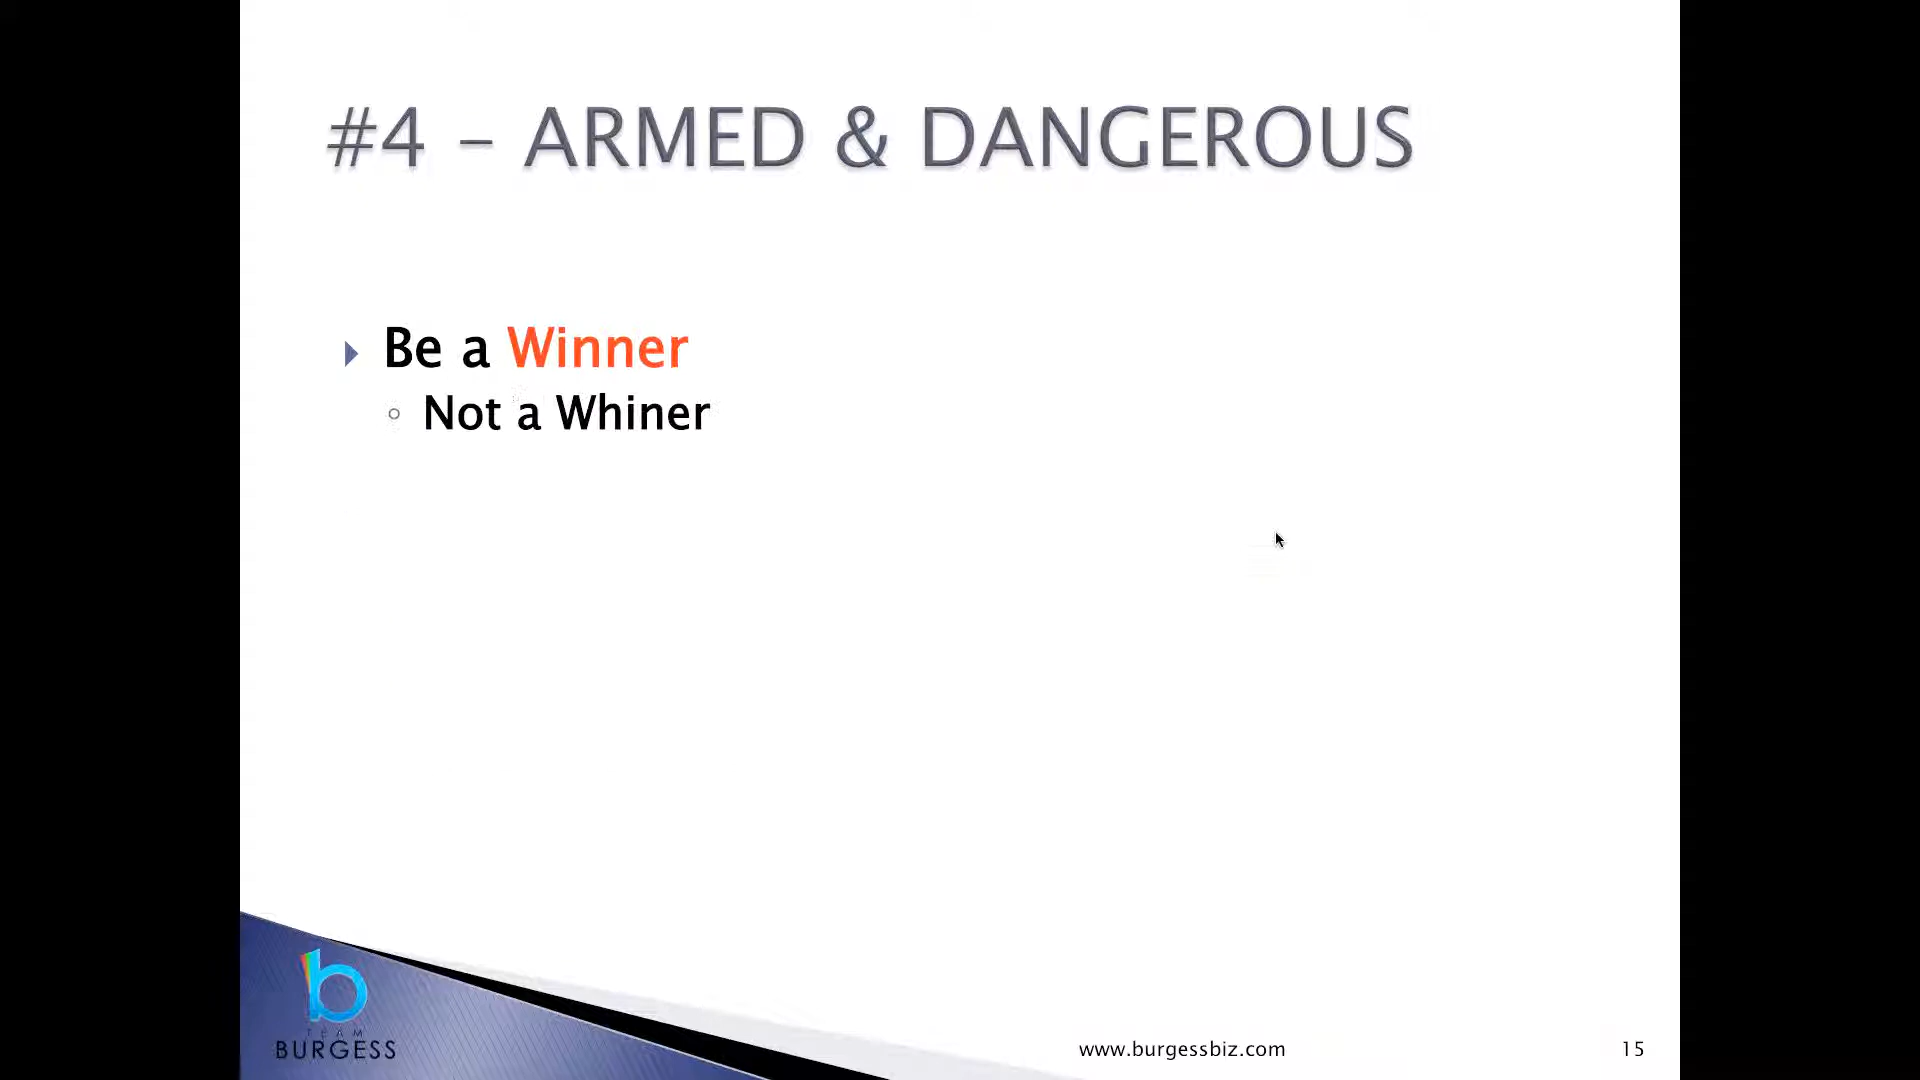 #4 – ARMED & DANGEROUS
Be a Winner
Not a Whiner
b
TEAM
BURGESS
www.burgessbiz.com
15